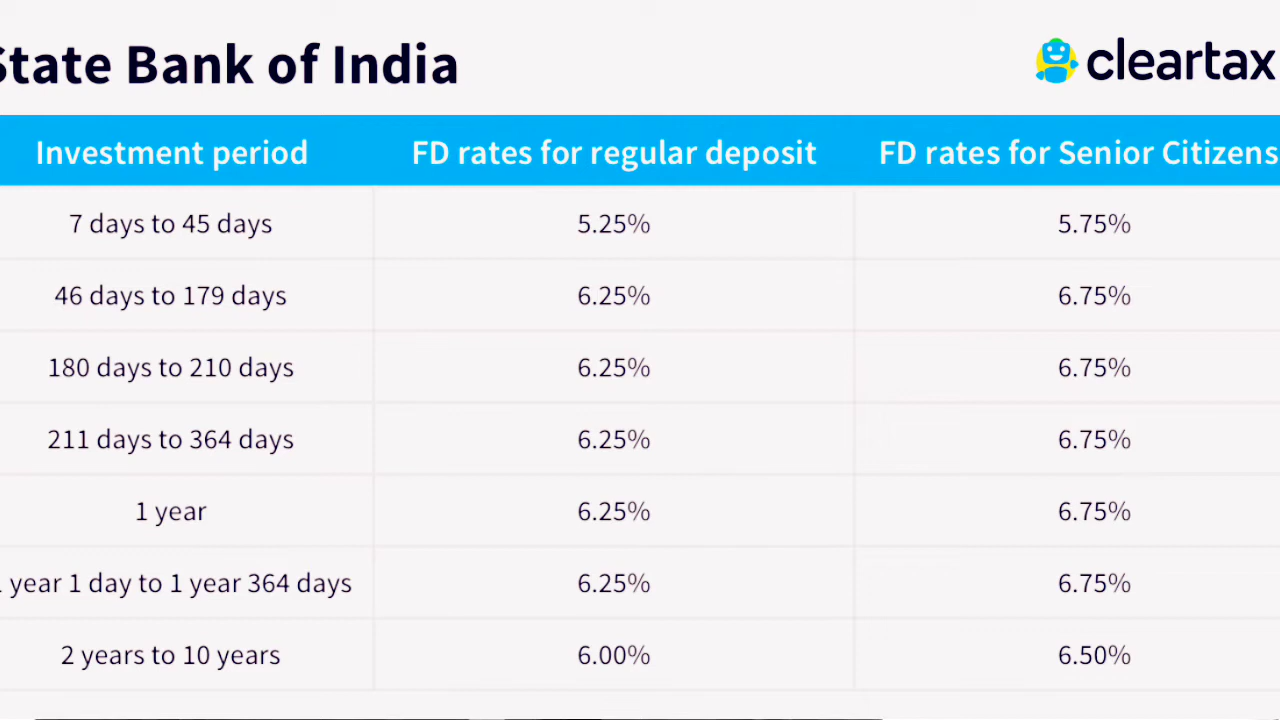 State Bank of India
cleartax
Investment period FD rates for regular deposit FD rates for Senior Citizens
7 days to 45 days 5.25% 5.75%
46 days to 179 days 6.25% 6.75%
180 days to 210 days 6.25% 6.75%
211 days to 364 days 6.25% 6.75%
1 year 6.25% 6.75%
1 year 1 day to 1 year 364 days 6.25% 6.75%
2 years to 10 years 6.00% 6.50%